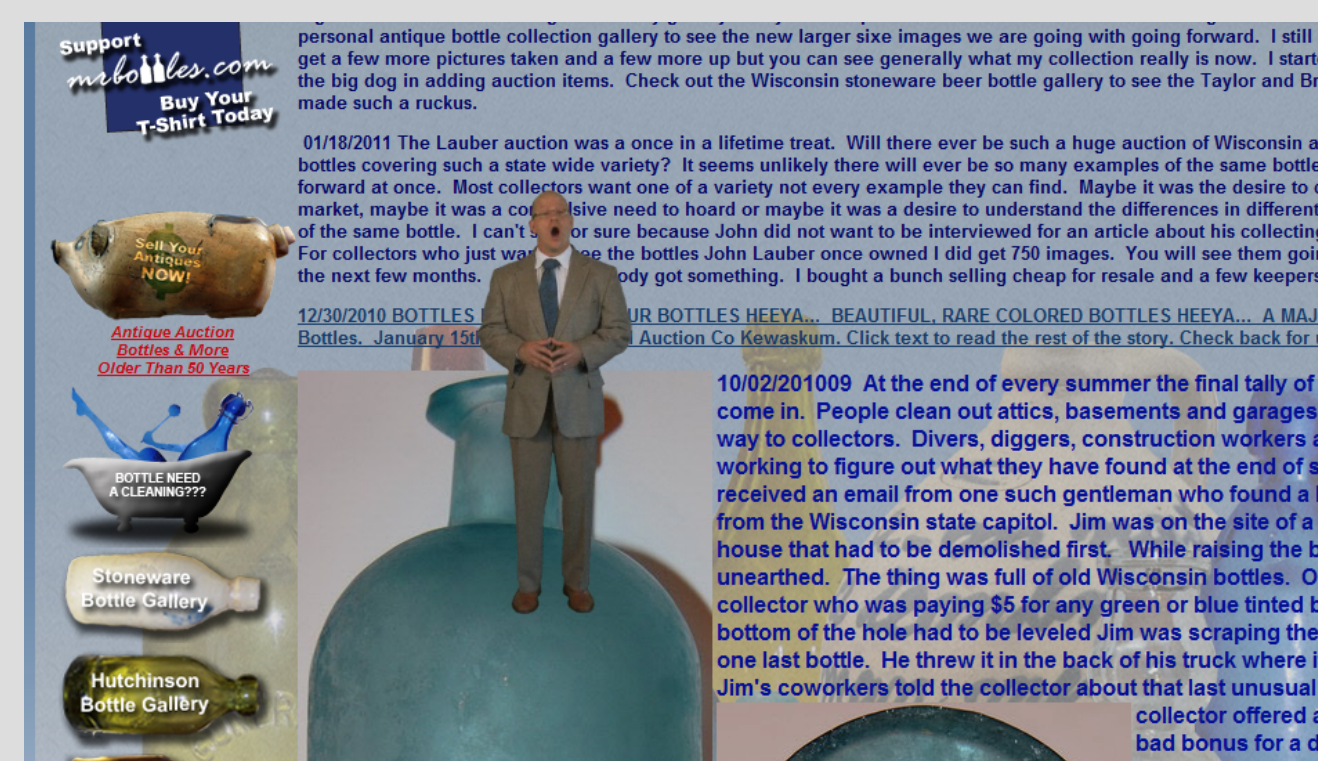 Support
mrbottles.com
Buy Your
T-Shirt Today
Sell Your
Antiques
NOW!
Antique Auction
Bottles & More
Older Than 50 Years
BOTTLE NEED
A CLEANING???
Stoneware
Bottle Gallery
Hutchinson
Bottle Gallery
personal antique bottle collection gallery to see the new larger sixe images we are going with going forward. I still
get a few more pictures taken and a few more up but you can see generally what my collection really is now. I start
the big dog in adding auction items. Check out the Wisconsin stoneware beer bottle gallery to see the Taylor and Br
made such a ruckus.
01/18/2011 The Lauber auction was a once in a lifetime treat. Will there ever be such a huge auction of Wisconsin a
bottles covering such a state wide variety? It seems unlikely there will ever be so many examples of the same bottle
forward at once. Most collectors want one of a variety not every example they can find. Maybe it was the desire to c
market, maybe it was a co sive need to hoard or maybe it was a desire to understand the differences in different
of the same bottle. I can't s or sure because John did not want to be interviewed for an article about his collecting
For collectors who just wan ee the bottles John Lauber once owned I did get 750 images. You will see them goi
the next few months. ody got something. I bought a bunch selling cheap for resale and a few keepers
12/30/2010 BOTTLES UR BOTTLES HEEYA... BEAUTIFUL, RARE COLORED BOTTLES HEEYA... A MAJ
Bottles. January 15th Auction Co Kewaskum. Click text to read the rest of the story. Check back for u
10/02/201009 At the end of every summer the final tally of
come in. People clean out attics, basements and garages
way to collectors. Divers, diggers, construction workers a
working to figure out what they have found at the end of s
received an email from one such gentleman who found a
from the Wisconsin state capitol. Jim was on the site of a
house that had to be demolished first. While raising the b
unearthed. The thing was full of old Wisconsin bottles. O
collector who was paying $5 for any green or blue tinted b
bottom of the hole had to be leveled Jim was scraping the
one last bottle. He threw it in the back of his truck where i
Jim's coworkers told the collector about that last unusual
collector offered a
bad bonus for a d